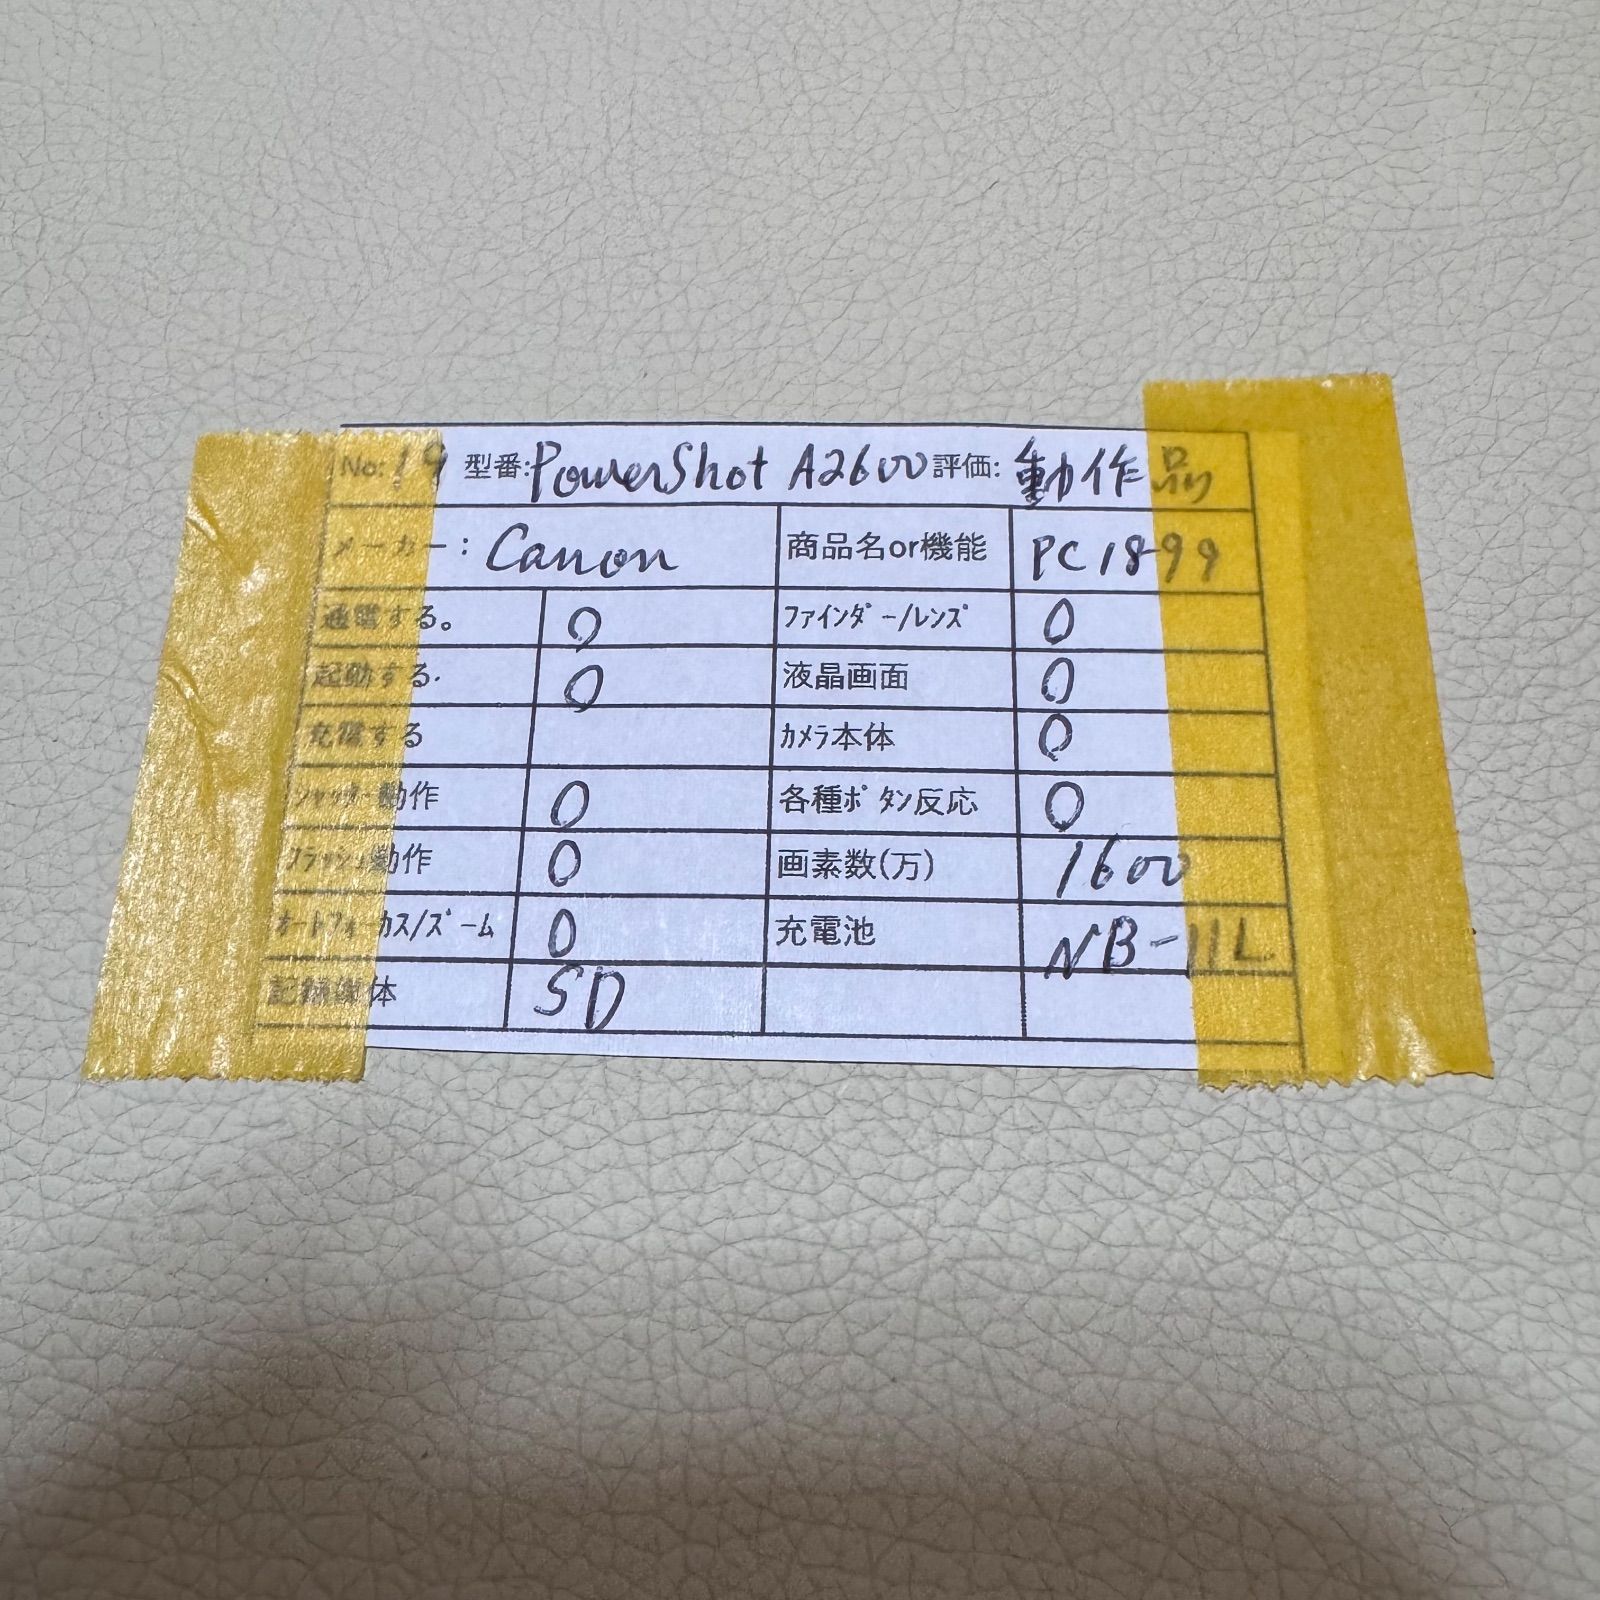 No: 19 型番: PowerShot A2600 評価: 動作品
メーカー: Canon 商品名or機能 PC1899
通電する。 O ファインダー/レンズ O
起動する. O 液晶画面 O
充電する カメラ本体 O
シャッター動作 O 各種ボタン反応 O
フラッシュ動作 O 画素数(万) 1600
オートフォーカス/ズーム O 充電池 NB-11L
記録媒体 SD